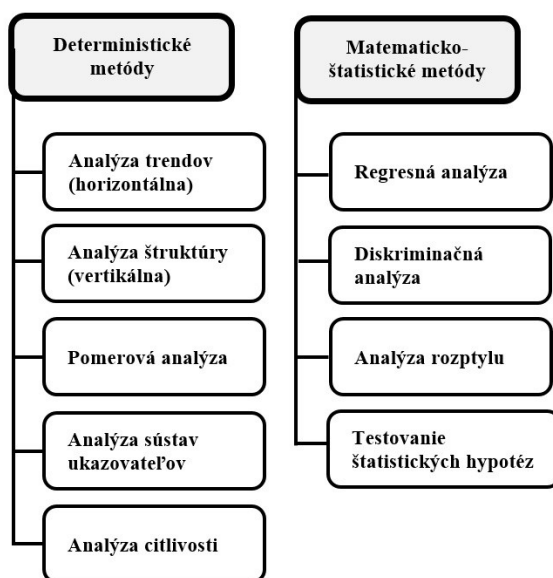 Deterministické
metódy
Analýza trendov
(horizontálna)
Analýza štruktúry
(vertikálna)
Pomerová analýza
Analýza sústav
ukazovateľov
Analýza citlivosti
Matematicko-
štatistické metódy
Regresná analýza
Diskriminačná
analýza
Analýza rozptylu
Testovanie
štatistických hypotéz